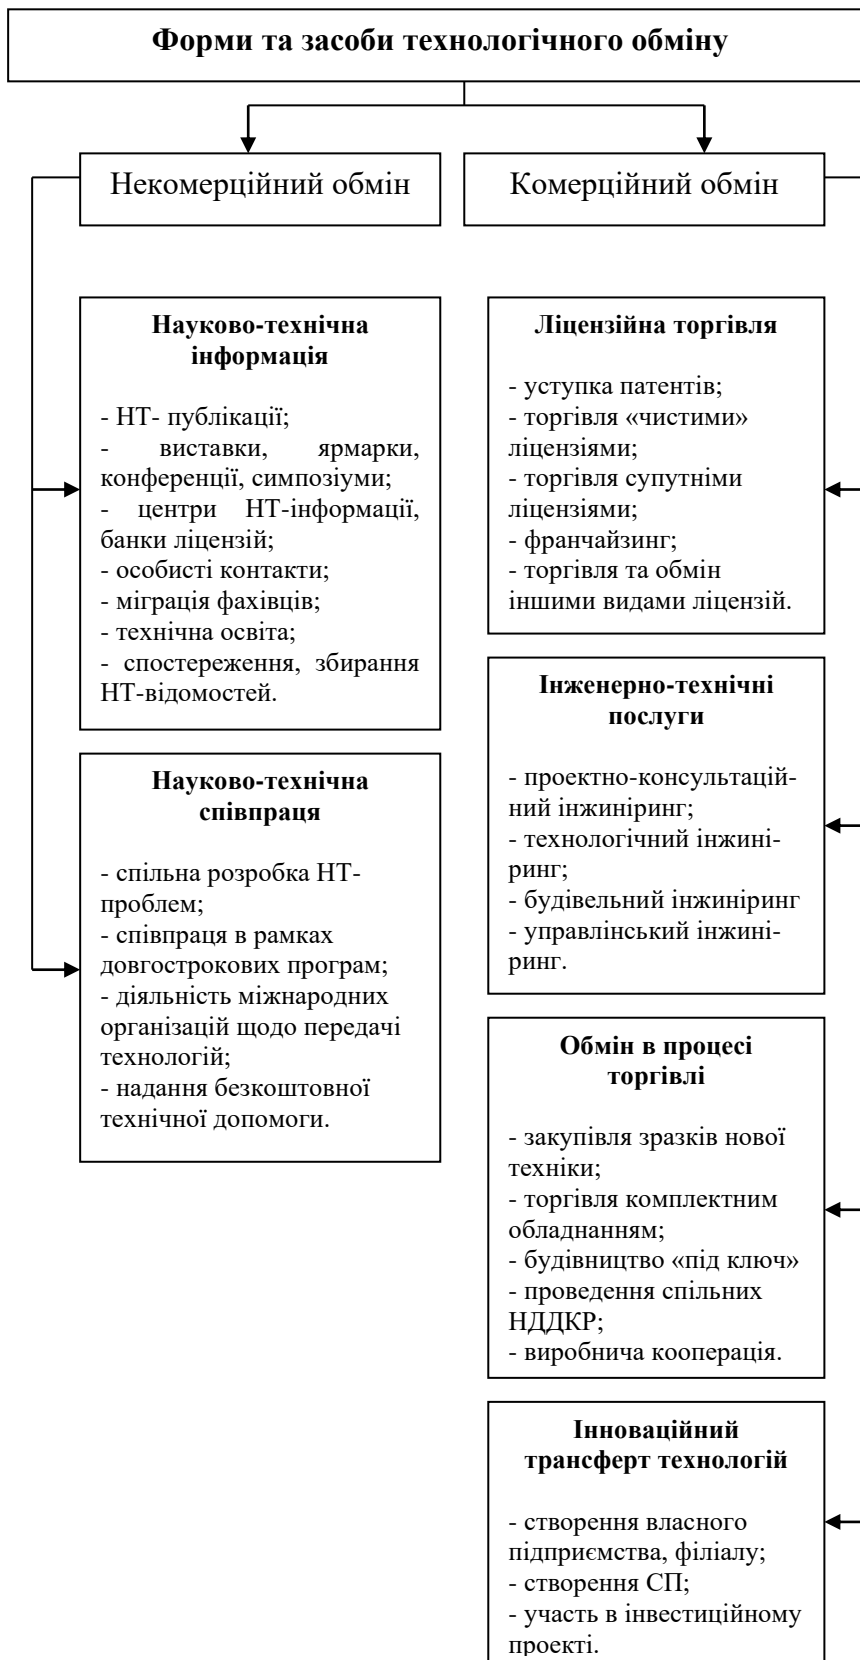 Форми та засоби технологічного обміну
Некомерційний обмін
Комерційний обмін
Науково-технічна
інформація
- НТ- публікації;
- виставки, ярмарки,
конференції, симпозіуми;
- центри НТ-інформації,
банки ліцензій;
- особисті контакти;
- міграція фахівців;
- технічна освіта;
- спостереження, збирання
НТ-відомостей.
Науково-технічна
співпраця
- спільна розробка НТ-
проблем;
- співпраця в рамках
довгострокових програм;
- діяльність міжнародних
організацій щодо передачі
технологій;
- надання безкоштовної
технічної допомоги.
Ліцензійна торгівля
- уступка патентів;
- торгівля «чистими»
ліцензіями;
- торгівля супутніми
ліцензіями;
- франчайзинг;
- торгівля та обмін
іншими видами ліцензій.
Інженерно-технічні
послуги
- проектно-консультацій-
ний інжиніринг;
- технологічний інжині-
ринг;
- будівельний інжиніринг
- управлінський інжині-
ринг.
Обмін в процесі
торгівлі
- закупівля зразків нової
техніки;
- торгівля комплектним
обладнанням;
- будівництво «під ключ»
- проведення спільних
НДДКР;
- виробнича кооперація.
Інноваційний
трансферт технологій
- створення власного
підприємства, філіалу;
- створення СП;
- участь в інвестиційному
проекті.